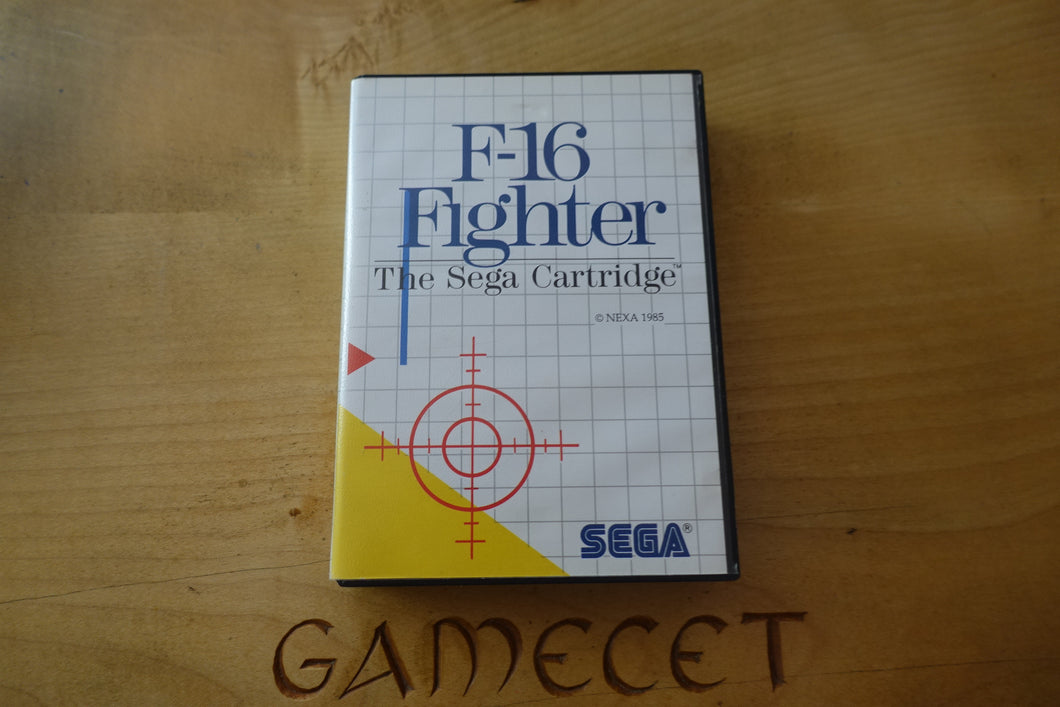 F-16
Fighter
The Sega Cartridge™
© NEXA 1985
SEGA®
GAMECET